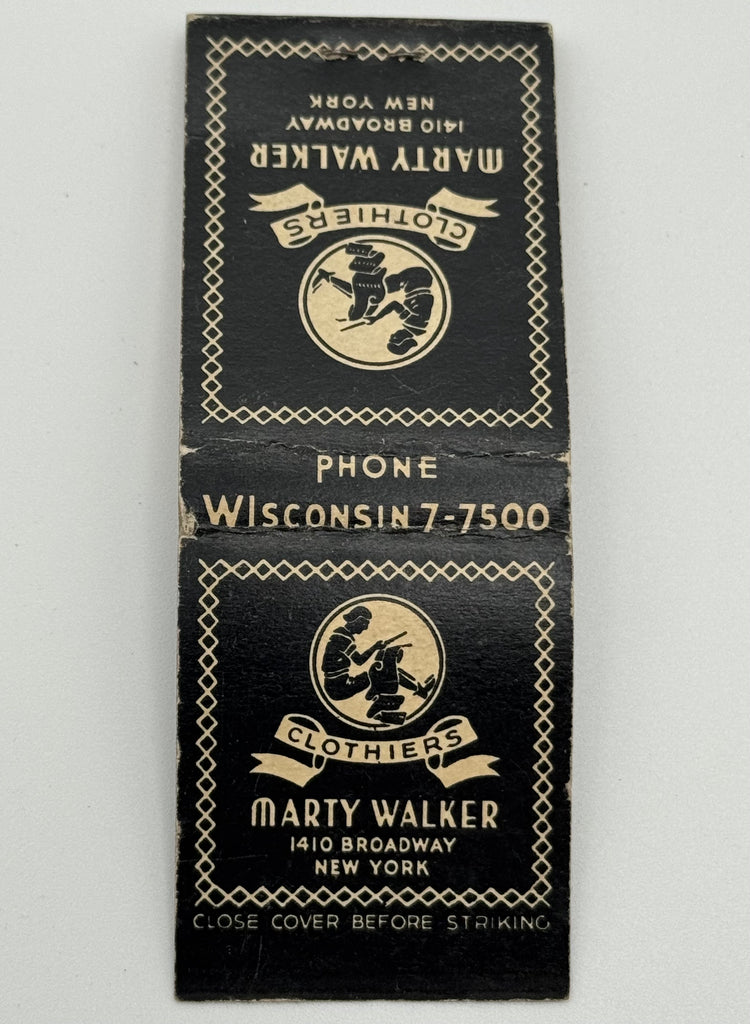 NEW YORK
1410 BROADWAY
MARTY WALKER
CLOTHIERS
PHONE
WISCONSIN 7-7500
CLOTHIERS
MARTY WALKER
1410 BROADWAY
NEW YORK
CLOSE COVER BEFORE STRIKING